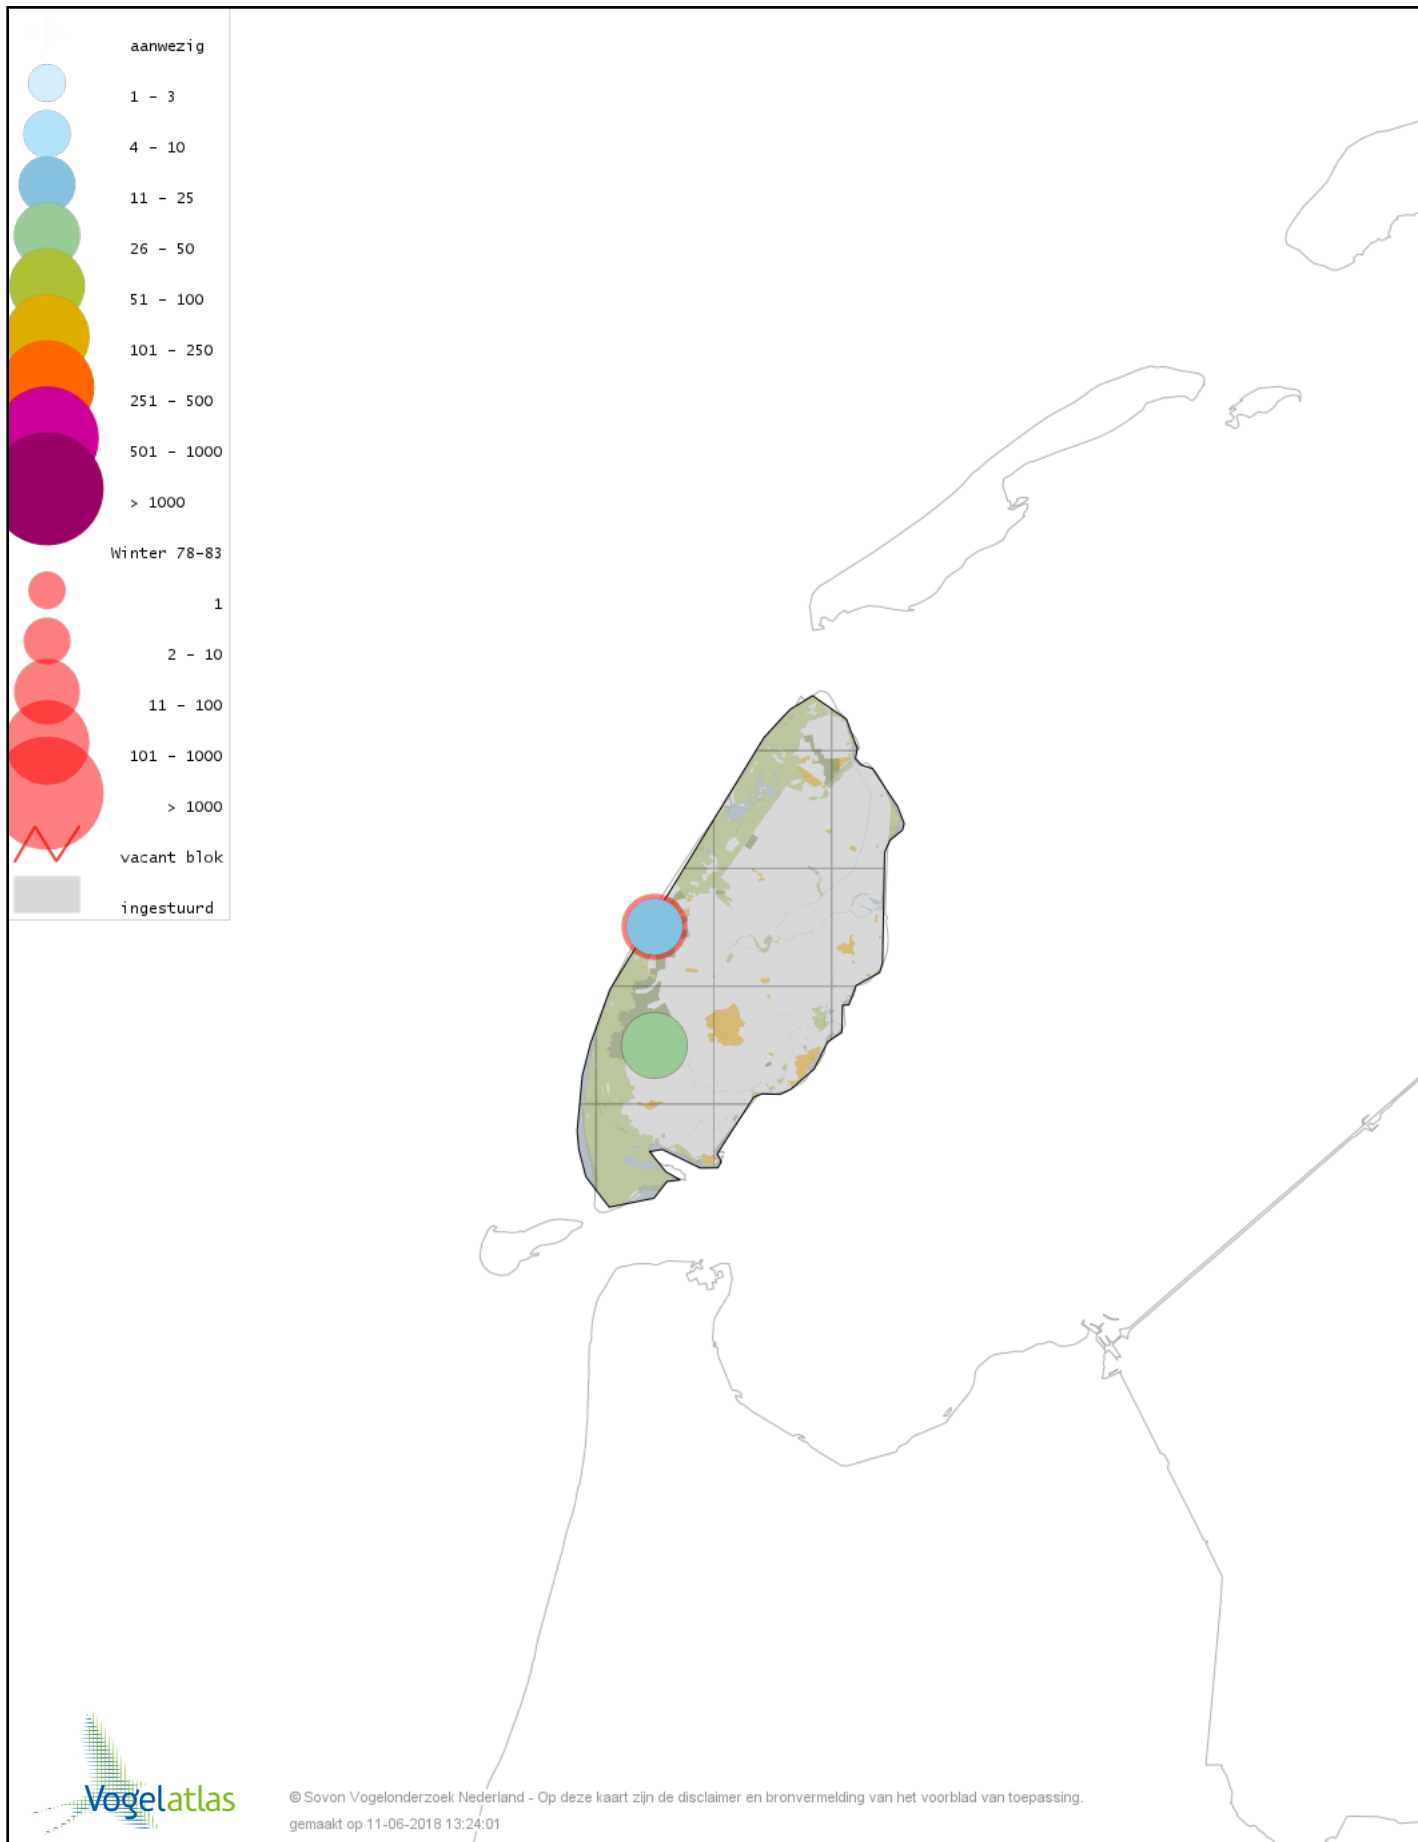 aanwezig
1 - 3
4 - 10
11 - 25
26 - 50
51 - 100
101 - 250
251 - 500
501 - 1000
> 1000
Winter 78-83
1
2 - 10
11 - 100
101 - 1000
> 1000
vacant blok
ingestuurd
Vogelatlas
© Sovon Vogelonderzoek Nederland - Op deze kaart zijn de disclaimer en bronvermelding van het voorblad van toepassing.
gemaakt op 11-06-2018 13:24:01